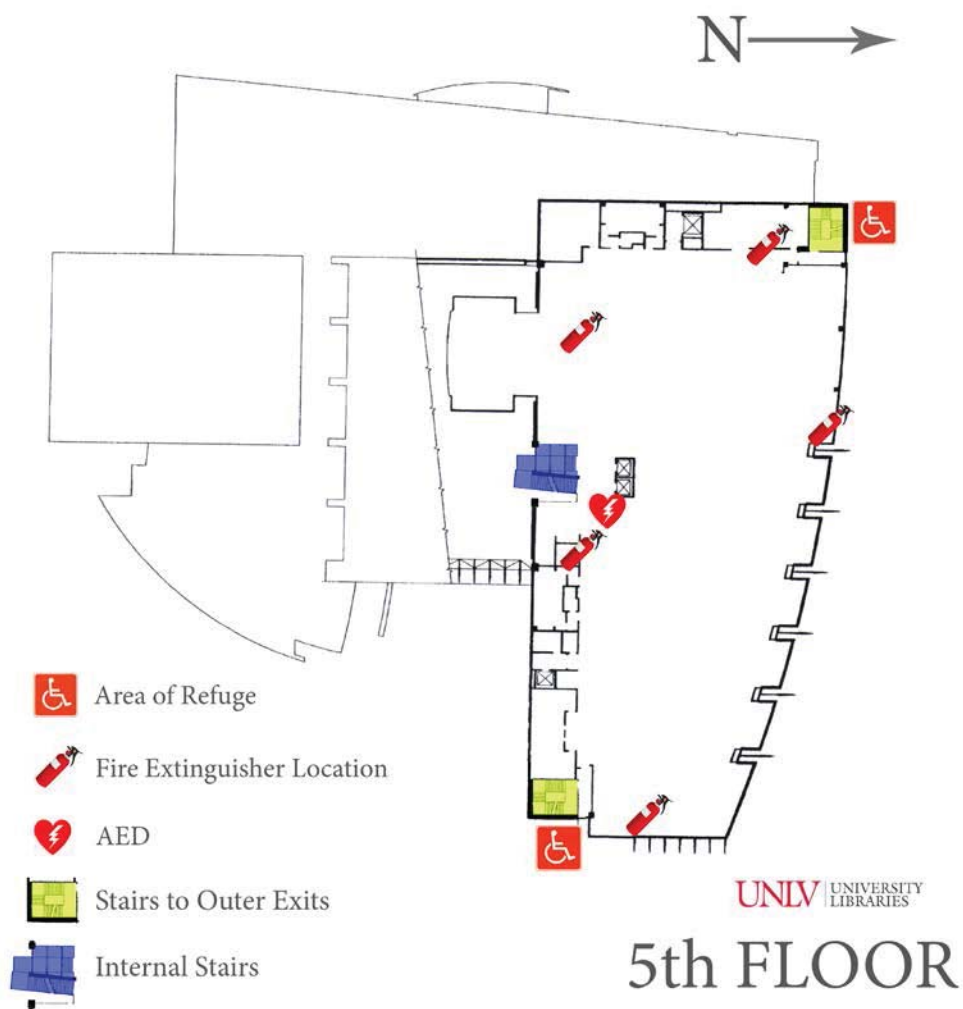 N
Area of Refuge
Fire Extinguisher Location
AED
Stairs to Outer Exits
Internal Stairs
UNLV UNIVERSITY
LIBRARIES
5th FLOOR